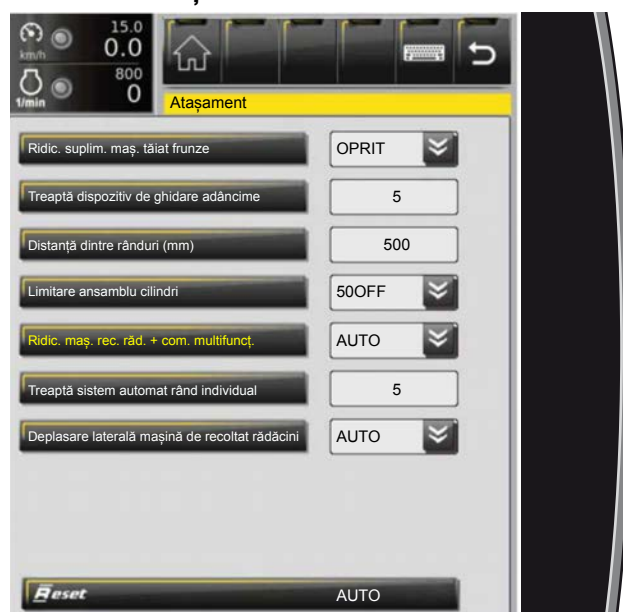 15.0
km/h 0.0
800
1/min 0
Atașament
Ridic. suplim. maș. tăiat frunze OPRIT
Treaptă dispozitiv de ghidare adâncime 5
Distanță dintre rânduri (mm) 500
Limitare ansamblu cilindri 50OFF
Ridic. maș. rec. răd. + com. multifuncț. AUTO
Treaptă sistem automat rând individual 5
Deplasare laterală mașină de recoltat rădăcini AUTO
Reset AUTO